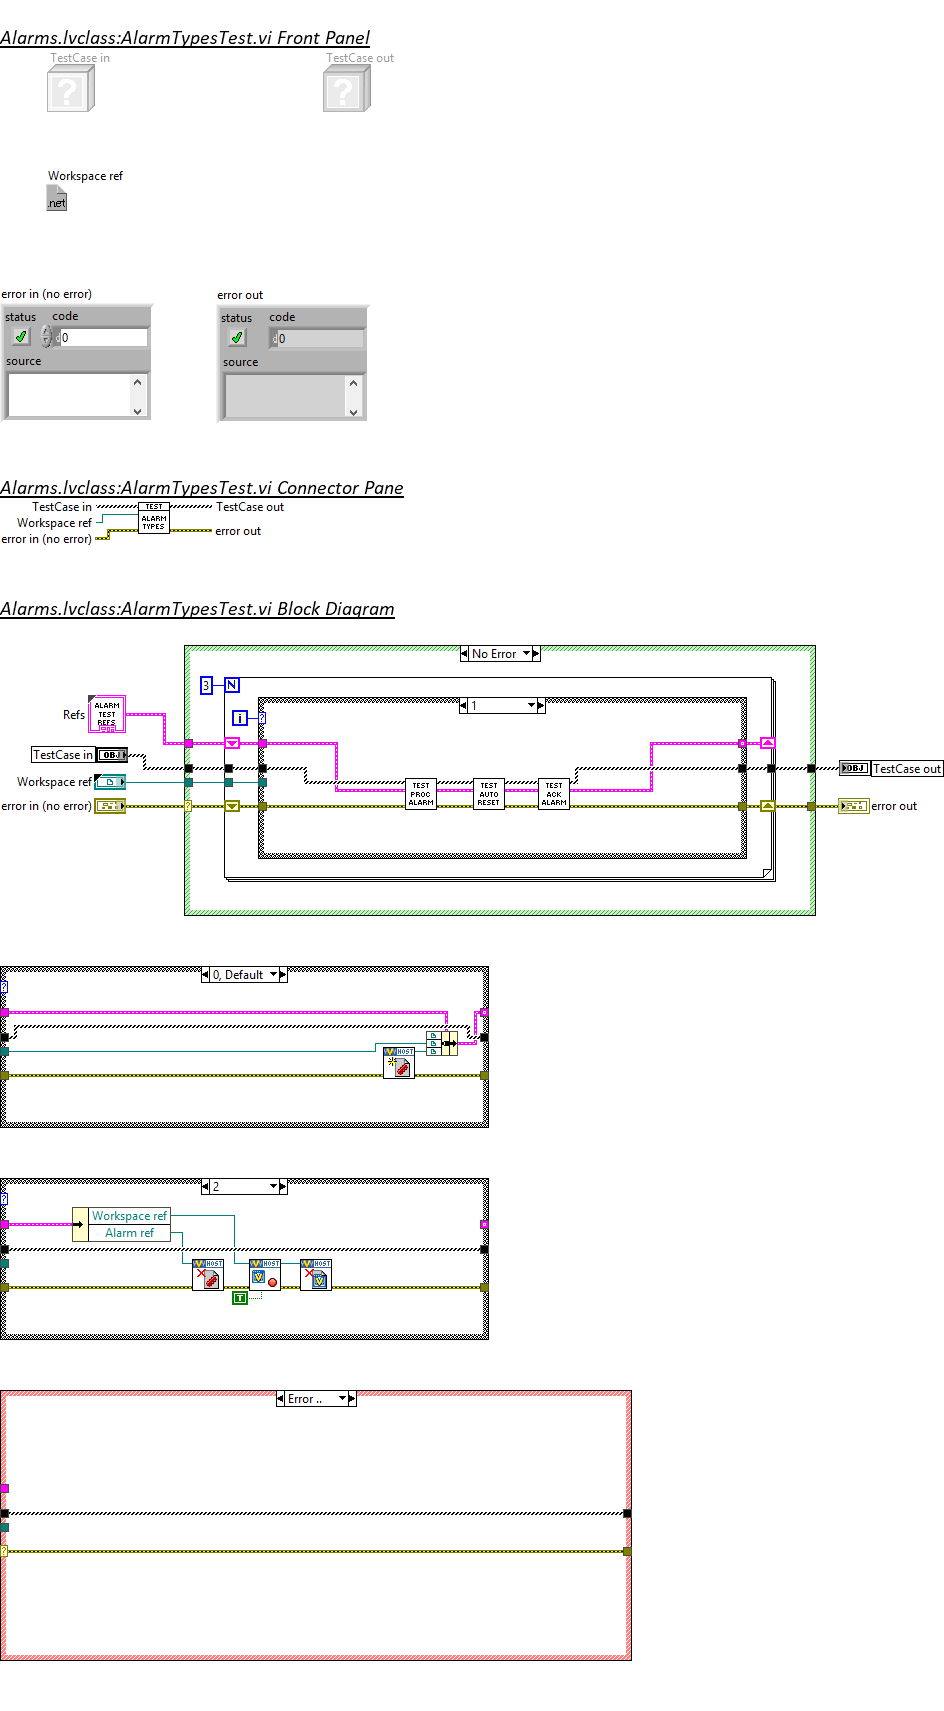 Alarms.lvclass:AlarmTypesTest.vi Front Panel
TestCase in
TestCase out
?
?
Workspace ref
.net
error in (no error)
error out
status
code
status
code
d
0
d
0
source
source
Alarms.lvclass:AlarmTypesTest.vi Connector Pane
TestCase in
TEST
TestCase out
Workspace ref
ALARM
TYPES
error out
error in (no error)
Alarms.lvclass:AlarmTypesTest.vi Block Diagram
No Error
3
N
Refs
ALARM
TEST
REFS
1
i
?
TestCase in
OBJ
OBJ
TestCase out
Workspace ref
TEST
PROC
ALARM
TEST
AUTO
RESET
TEST
ACK
ALARM
error in (no error)
?
error out
0, Default
?
HOST
2
?
Workspace ref
Alarm ref
HOST
HOST
HOST
T
Error ..
?